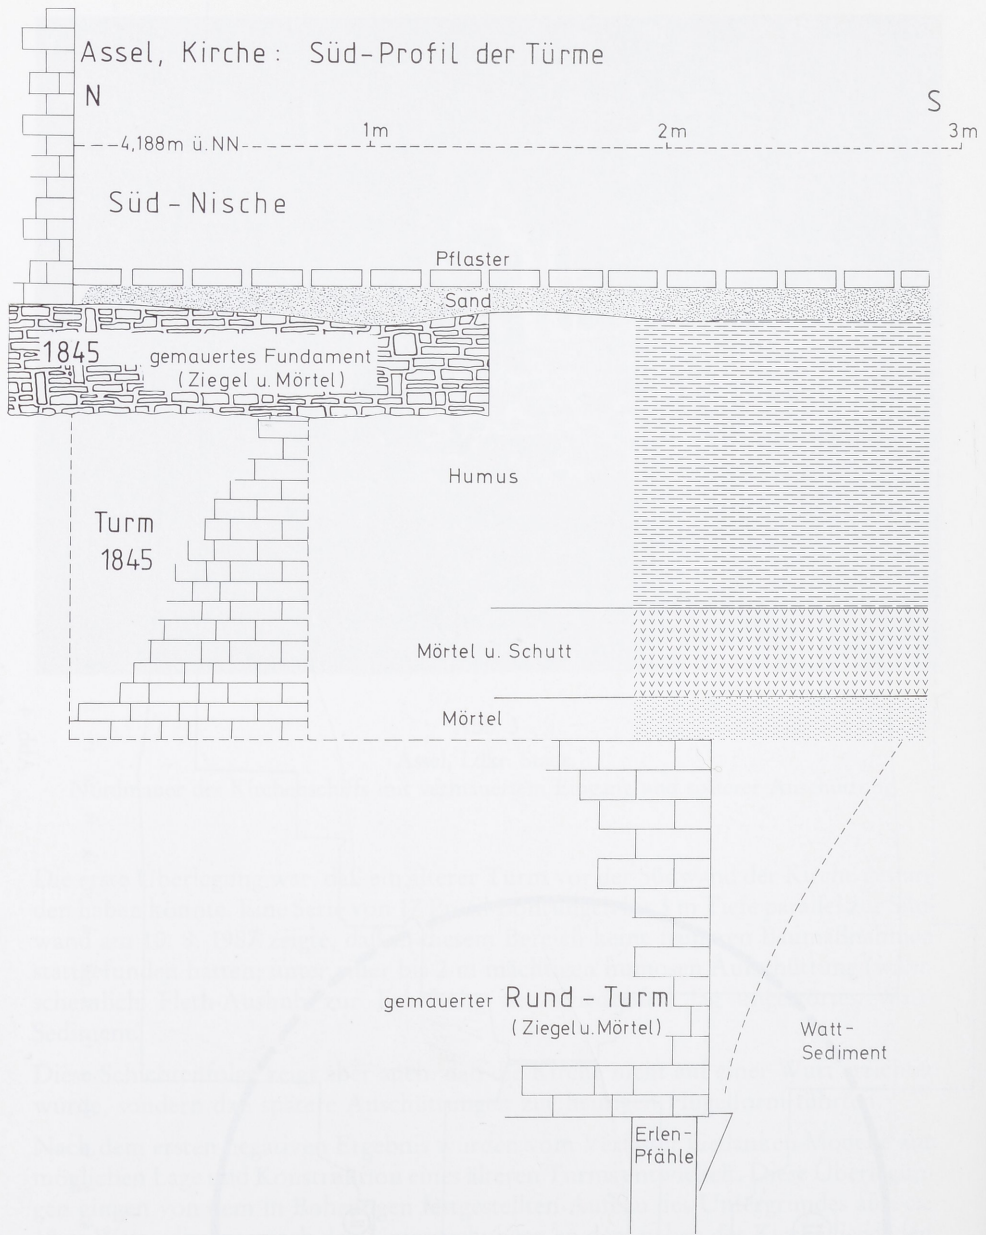 Assel, Kirche: Süd-Profil der Türme
N
S
1m
2m
3m
4,188m ü.NN
Süd-Nische
Pflaster
Sand
1845
gemauertes Fundament
(Ziegel u. Mörtel)
Humus
Turm
1845
Mörtel u. Schutt
Mörtel
gemauerter Rund-Turm
(Ziegel u. Mörtel)
Watt-
Sediment
Erlen-
Pfähle